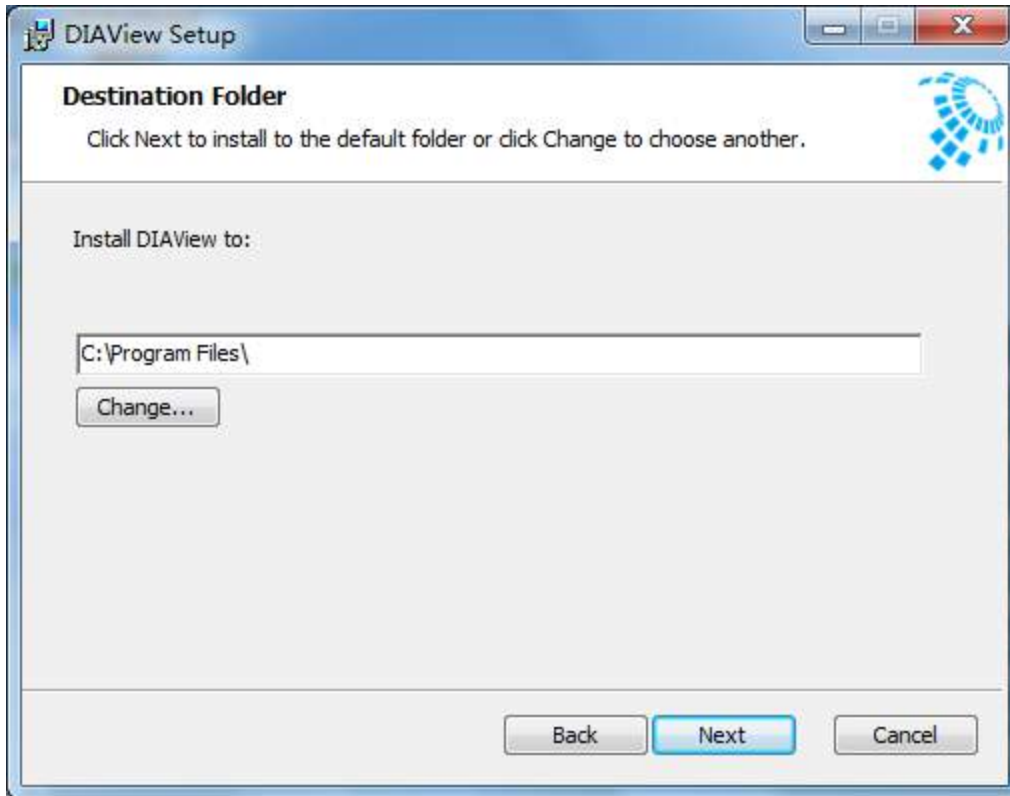 DIAView Setup
Destination Folder
Click Next to install to the default folder or click Change to choose another.
Install DIAView to:
C:\Program Files\
Change...
Back Next Cancel